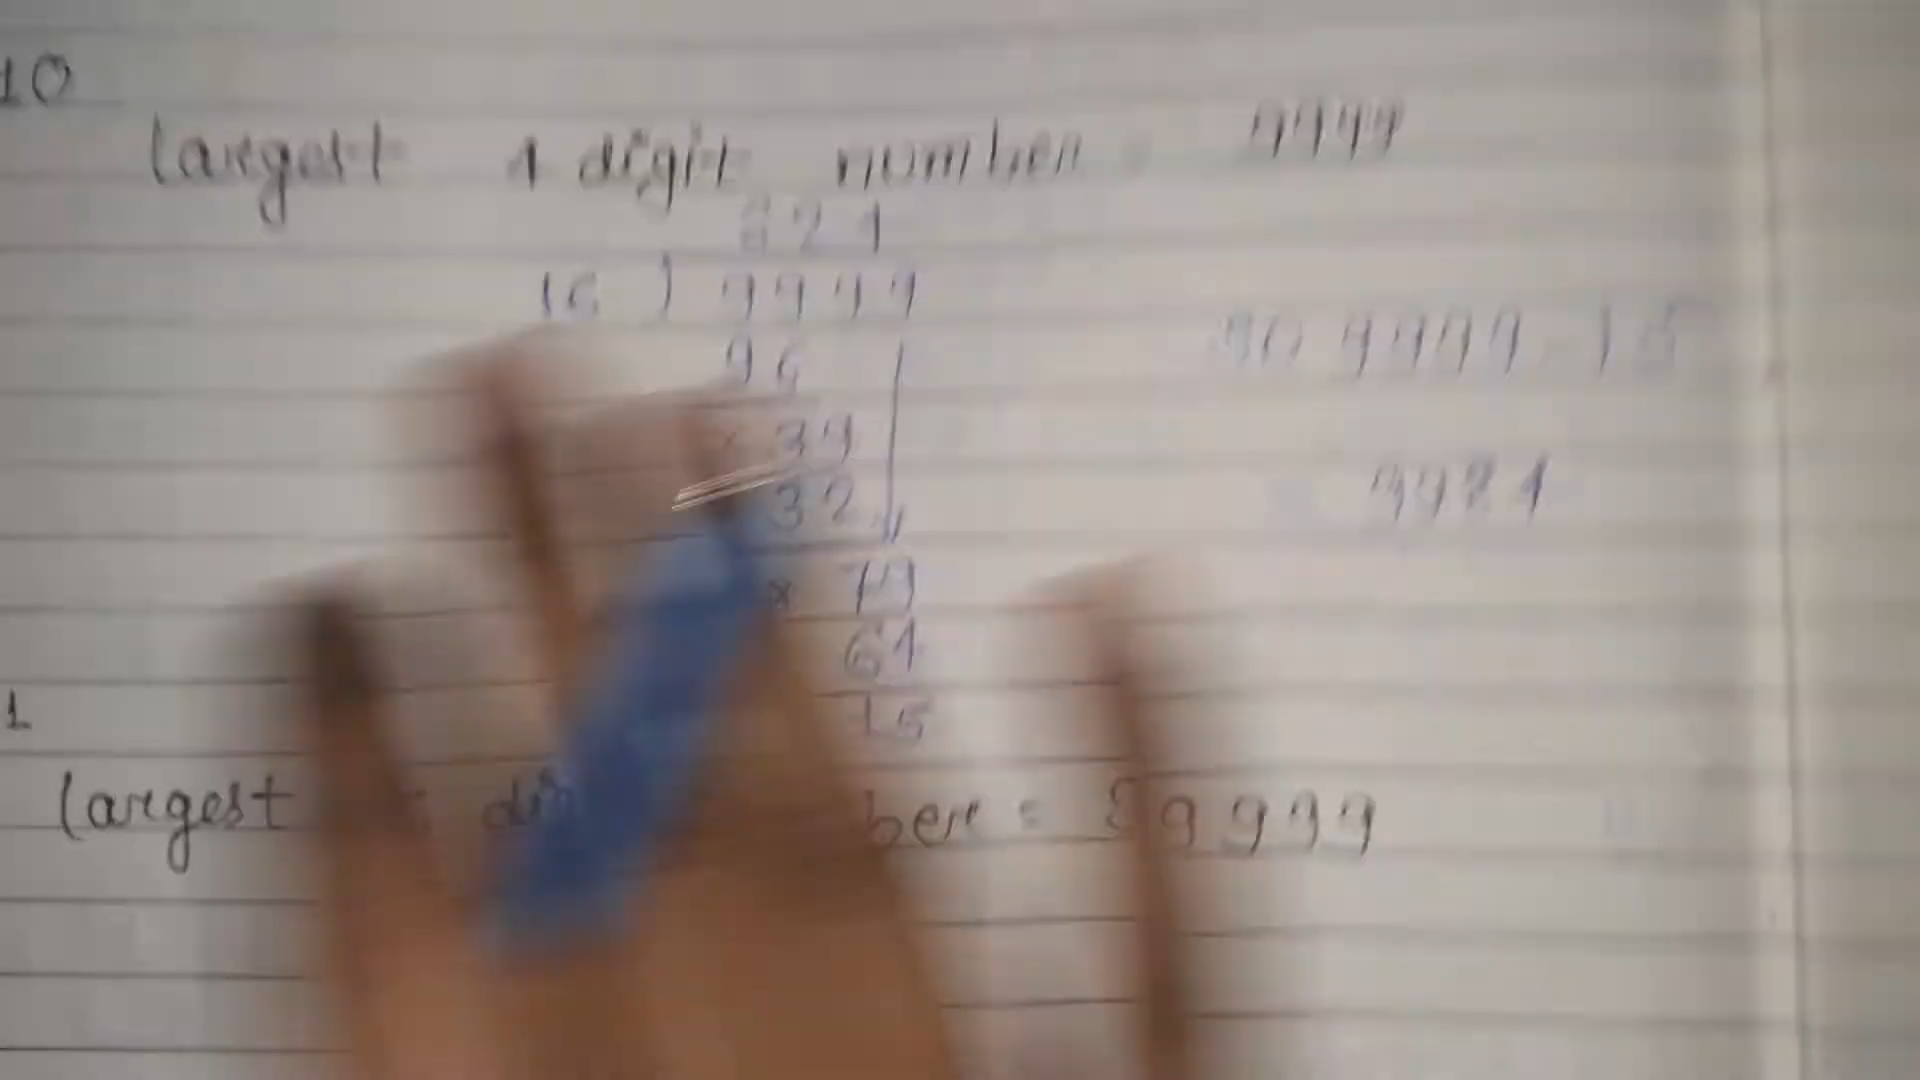 10
largest 4 digit number = 9999
624
16 ) 9999
96
39
32
× 79
64
15
so 9999 - 15
9984
1
largest digit ber = 99999